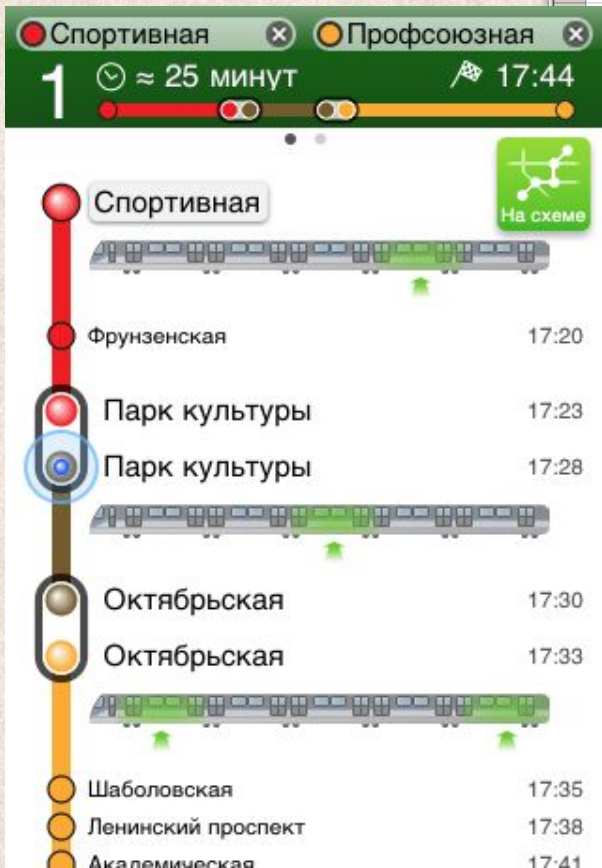 Спортивная Профсоюзная
1 ≈ 25 минут 17:44
Спортивная
На схеме
Фрунзенская 17:20
Парк культуры 17:23
Парк культуры 17:28
Октябрьская 17:30
Октябрьская 17:33
Шаболовская 17:35
Ленинский проспект 17:38
Академическая 17:41